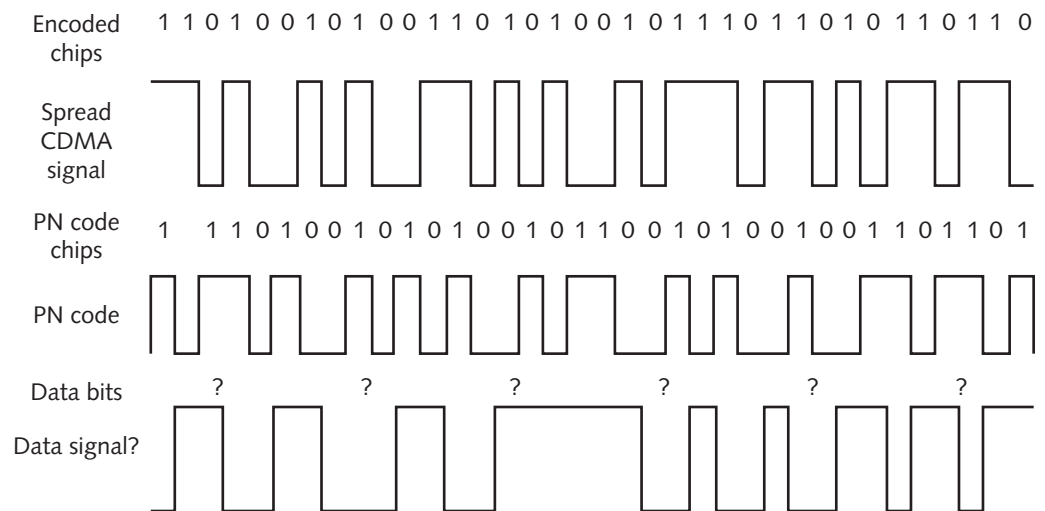 Encoded chips 1 1 0 1 0 0 1 0 1 0 0 1 1 0 1 0 1 0 0 1 0 1 1 1 0 1 1 0 1 0 1 1 0 1 1 0
Spread
CDMA
signal
PN code chips 1 1 1 0 1 0 0 1 0 1 0 1 0 0 1 0 1 1 0 0 1 0 1 0 0 1 0 0 1 1 0 1 1 0 1
PN code
Data bits ? ? ? ? ? ?
Data signal?